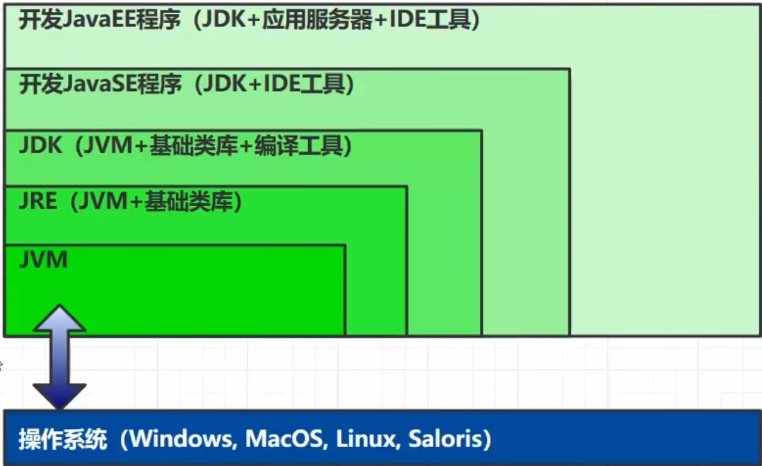 开发JavaEE程序（JDK+应用服务器+IDE工具）
开发JavaSE程序（JDK+IDE工具）
JDK（JVM+基础类库+编译工具)
JRE（JVM+基础类库）
JVM
操作系统（Windows, MacOS, Linux, Saloris）